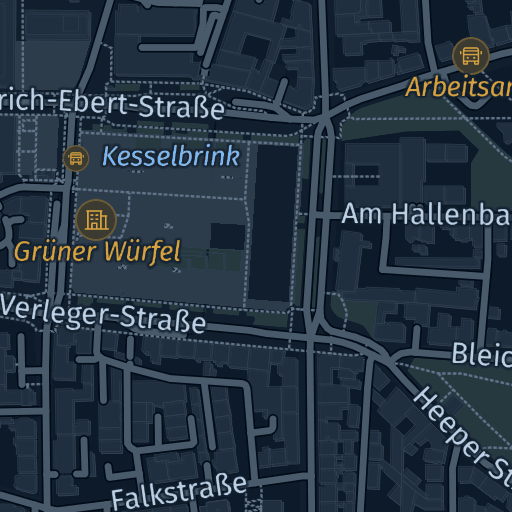 Arbeitsar
rich-Ebert-Straße
Kesselbrink
Am Hallenba
Grüner Würfel
Verleger-Straße
Bleic
Heeper St
Falkstraße